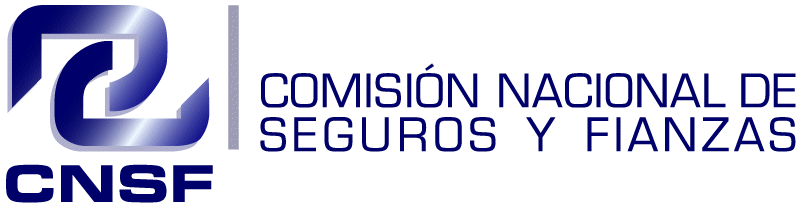 CNSF
COMISIÓN NACIONAL DE
SEGUROS Y FIANZAS